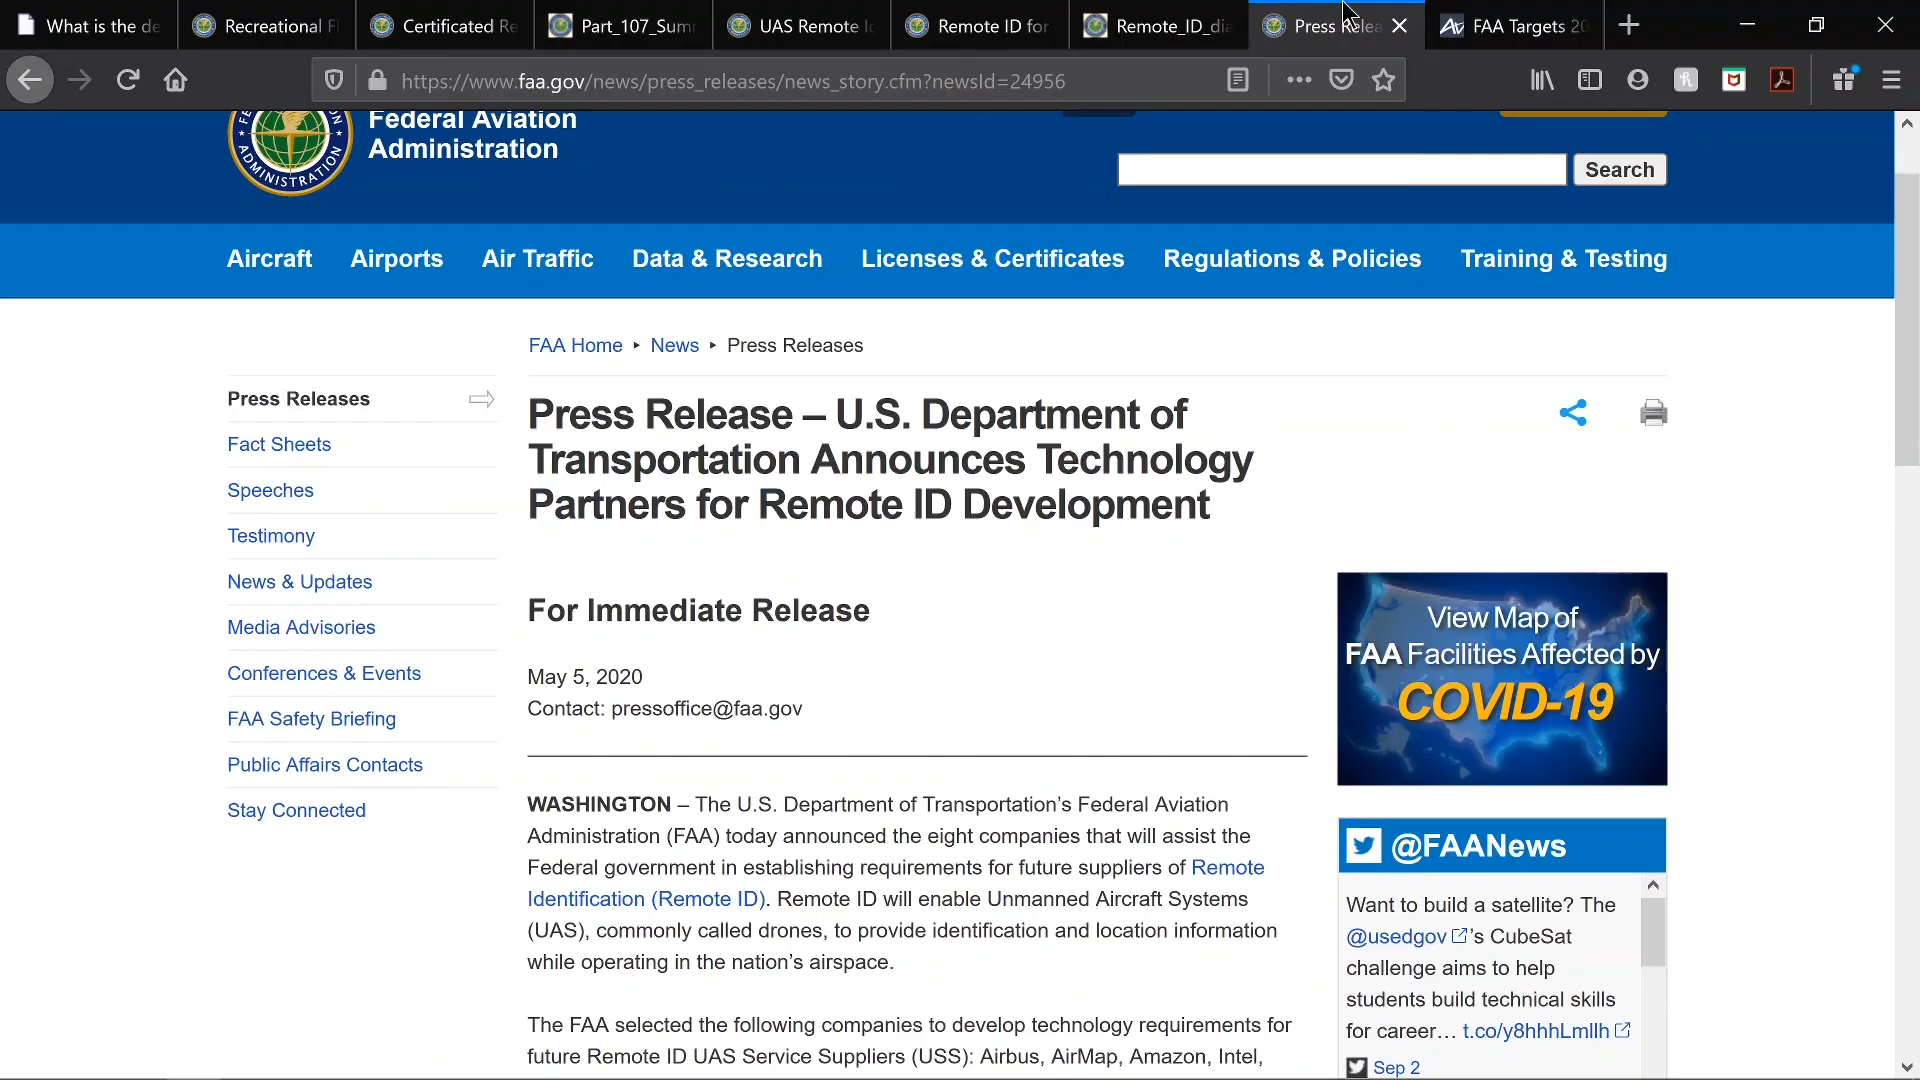 What is the de
Recreational F
Certificated Re
Part_107_Sum
UAS Remote Id
Remote ID for
Remote_ID_dia
Press Relea
FAA Targets 20
https://www.faa.gov/news/press_releases/news_story.cfm?newsId=24956
ADMINISTRATION
Federal Aviation
Administration
Search
Aircraft
Airports
Air Traffic
Data & Research
Licenses & Certificates
Regulations & Policies
Training & Testing
FAA Home ▸ News ▸ Press Releases
Press Releases
Fact Sheets
Speeches
Testimony
News & Updates
Media Advisories
Conferences & Events
FAA Safety Briefing
Public Affairs Contacts
Stay Connected
Press Release – U.S. Department of
Transportation Announces Technology
Partners for Remote ID Development
For Immediate Release
May 5, 2020
Contact: pressoffice@faa.gov
WASHINGTON – The U.S. Department of Transportation’s Federal Aviation
Administration (FAA) today announced the eight companies that will assist the
Federal government in establishing requirements for future suppliers of Remote
Identification (Remote ID). Remote ID will enable Unmanned Aircraft Systems
(UAS), commonly called drones, to provide identification and location information
while operating in the nation’s airspace.
The FAA selected the following companies to develop technology requirements for
future Remote ID UAS Service Suppliers (USS): Airbus, AirMap, Amazon, Intel,
View Map of
FAA Facilities Affected by
COVID-19
@FAANews
Want to build a satellite? The
@usedgov’s CubeSat
challenge aims to help
students build technical skills
for career… t.co/y8hhhLmllh
Sep 2